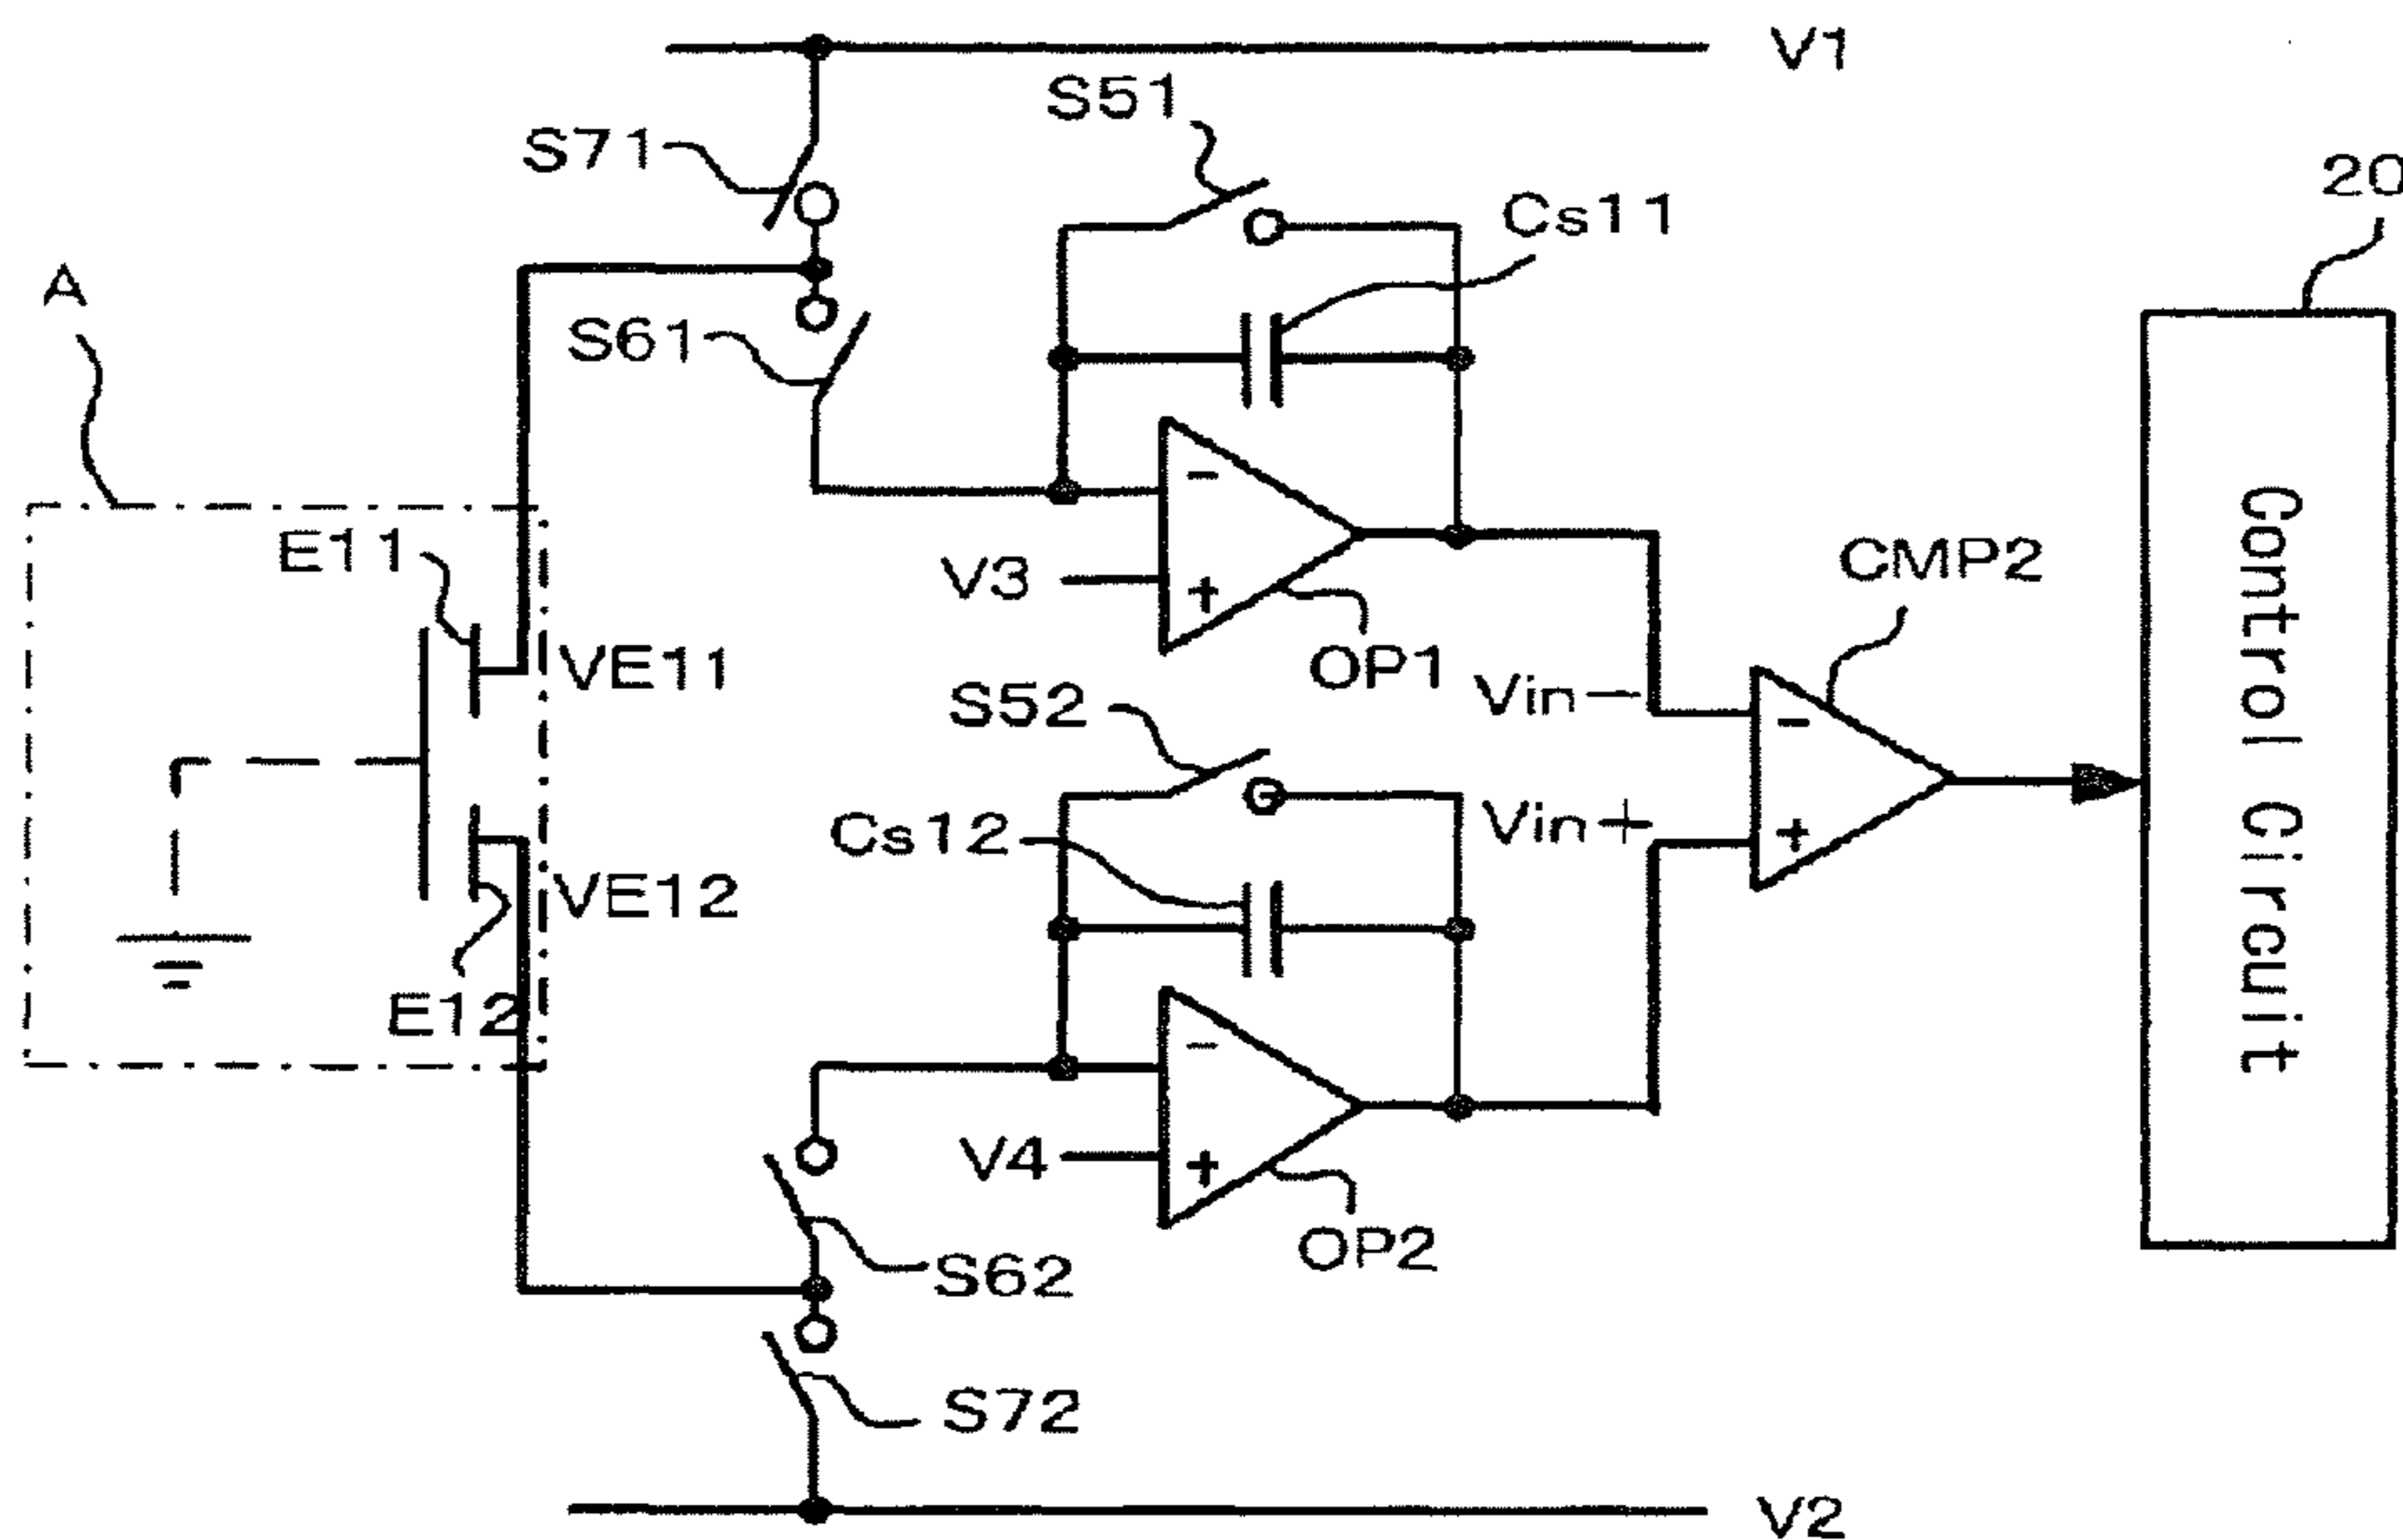 V1
S51
S71
20
Cs11
A
S61
-
E11
V3
+
CMP2
VE11
OP1
Vin-
S52
-
Control Circuit
Cs12
Vin+
+
VE12
E12
-
V4
+
S62
OP2
S72
V2